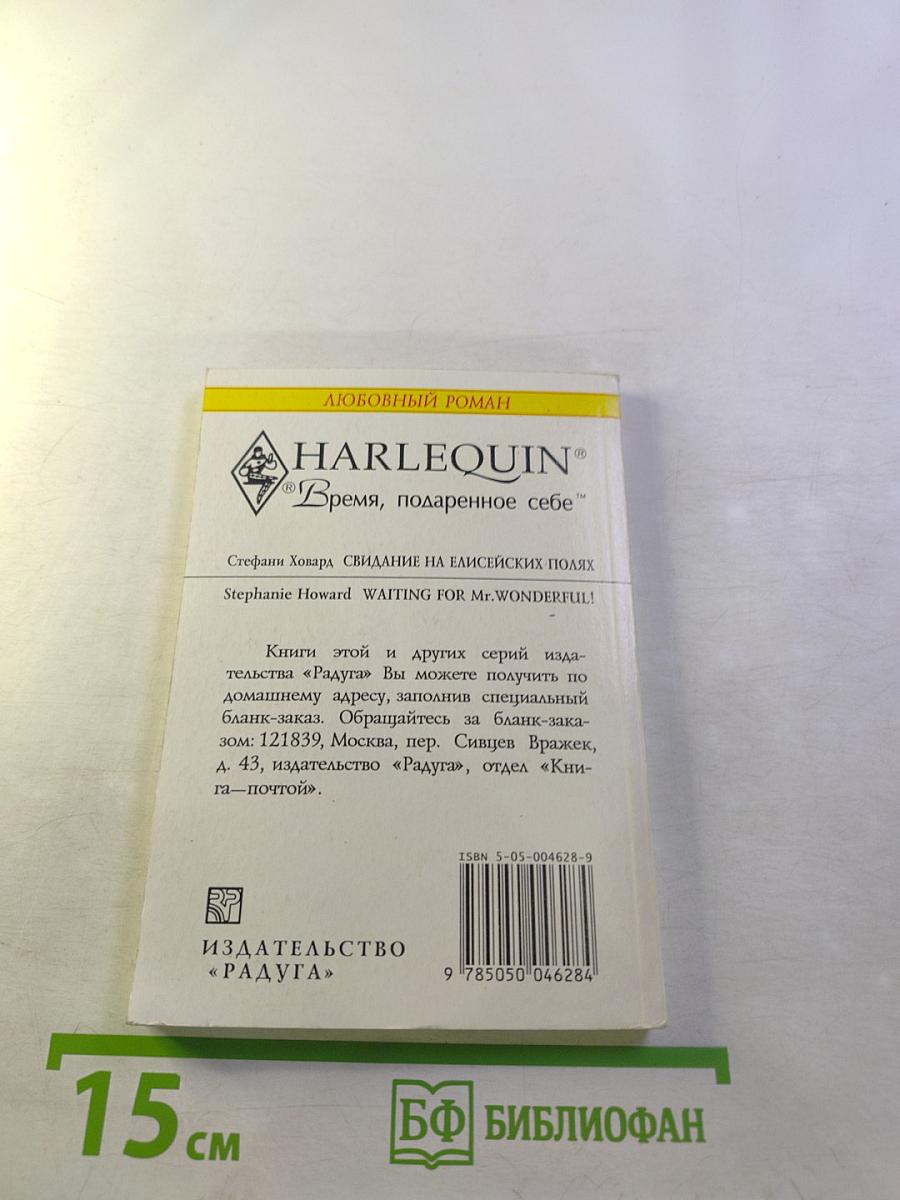 ЛЮБОВНЫЙ РОМАН
HARLEQUIN®
® Время, подаренное себе™
Стефани Ховард СВИДАНИЕ НА ЕЛИСЕЙСКИХ ПОЛЯХ
Stephanie Howard WAITING FOR Mr.WONDERFUL!
Книги этой и других серий изда-
тельства «Радуга» Вы можете получить по
домашнему адресу, заполнив специальный
бланк-заказ. Обращайтесь за бланк-зака-
зом: 121839, Москва, пер. Сивцев Вражек,
д. 43, издательство «Радуга», отдел «Кни-
га—почтой».
ISBN 5-05-004628-9
9 785050 046284
ИЗДАТЕЛЬСТВО
«РАДУГА»
15 см
БФ БИБЛИОФАН